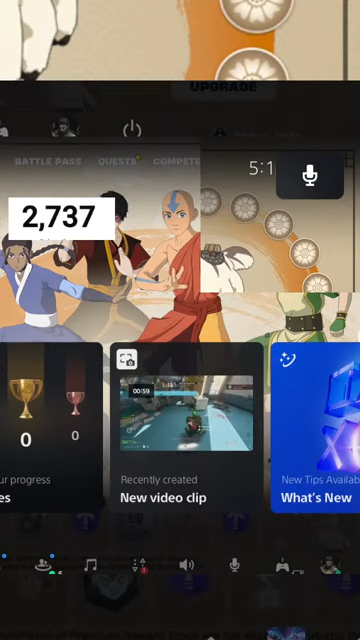 UPGRADE
BATTLE PASS QUESTS COMPETE
5:1
2,737
0
0
00:59
ur progress
es
Recently created
New video clip
New Tips Availab
What's New